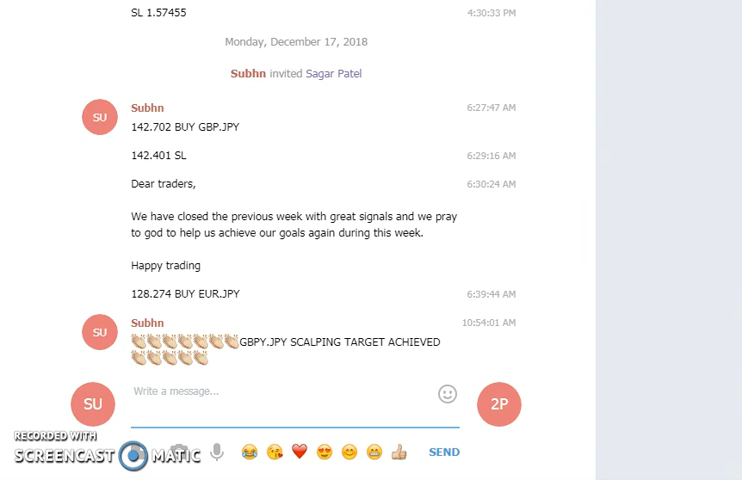 SL 1.57455 4:30:33 PM
Monday, December 17, 2018
Subhn invited Sagar Patel
SU Subhn 6:27:47 AM
142.702 BUY GBP.JPY
142.401 SL 6:29:16 AM
Dear traders, 6:30:24 AM
We have closed the previous week with great signals and we pray
to god to help us achieve our goals again during this week.
Happy trading
128.274 BUY EUR.JPY 6:39:44 AM
SU Subhn 10:54:01 AM
👏🏼👏🏼👏🏼👏🏼👏🏼👏🏼👏🏼GBPY.JPY SCALPING TARGET ACHIEVED
👏🏼👏🏼👏🏼👏🏼👏🏼
SU Write a message... 2P
RECORDED WITH
SCREENCAST MATIC
SEND